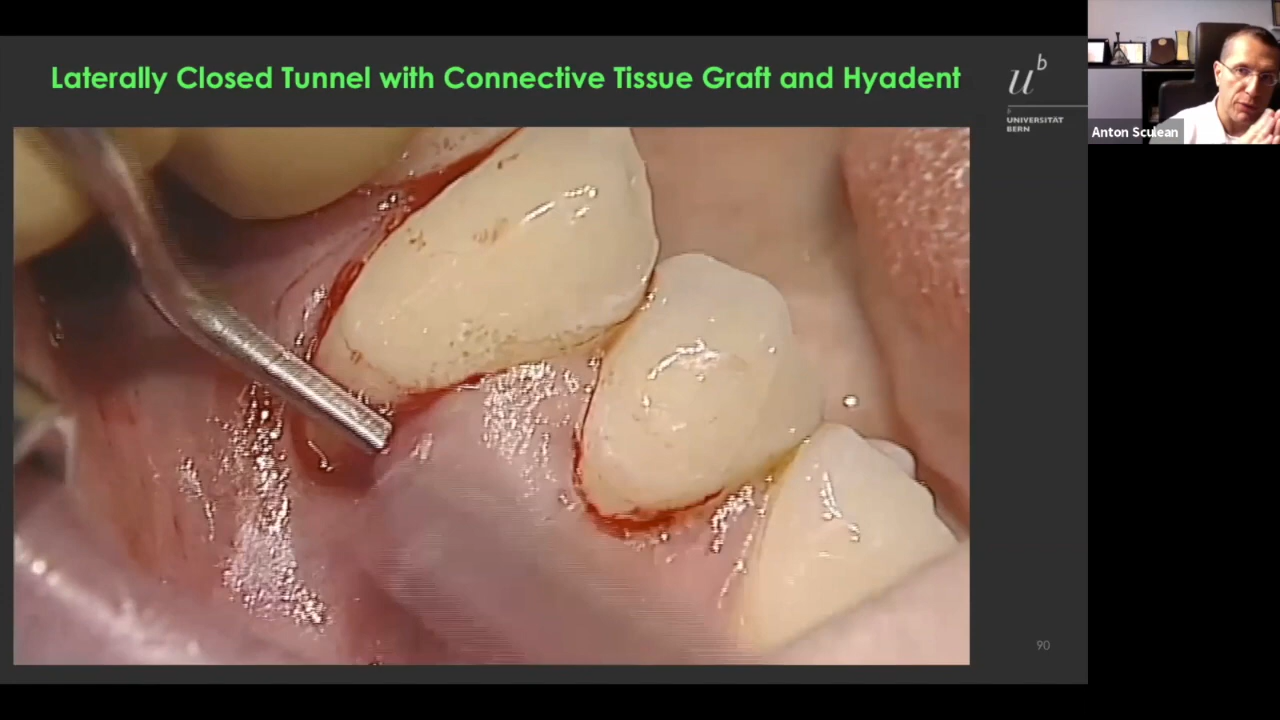 Laterally Closed Tunnel with Connective Tissue Graft and Hyadent
u^b
b
UNIVERSITÄT
BERN
Anton Sculean
90